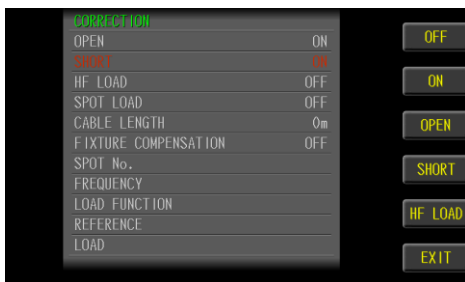 CORRECTION
OPEN ON
SHORT ON
HF LOAD OFF
SPOT LOAD OFF
CABLE LENGTH 0m
FIXTURE COMPENSATION OFF
SPOT No.
FREQUENCY
LOAD FUNCTION
REFERENCE
LOAD
OFF
ON
OPEN
SHORT
HF LOAD
EXIT